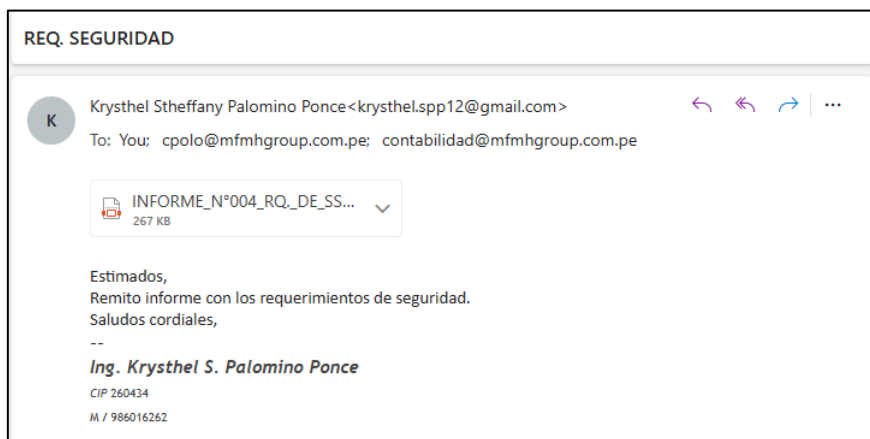 REQ. SEGURIDAD
K
Krysthel Stheffany Palomino Ponce<krysthel.spp12@gmail.com>
To: You; cpolo@mfmhgroup.com.pe; contabilidad@mfmhgroup.com.pe
INFORME_N°004_RQ._DE_SS...
267 KB
Estimados,
Remito informe con los requerimientos de seguridad.
Saludos cordiales,
--
Ing. Krysthel S. Palomino Ponce
CIP 260434
M / 986016262